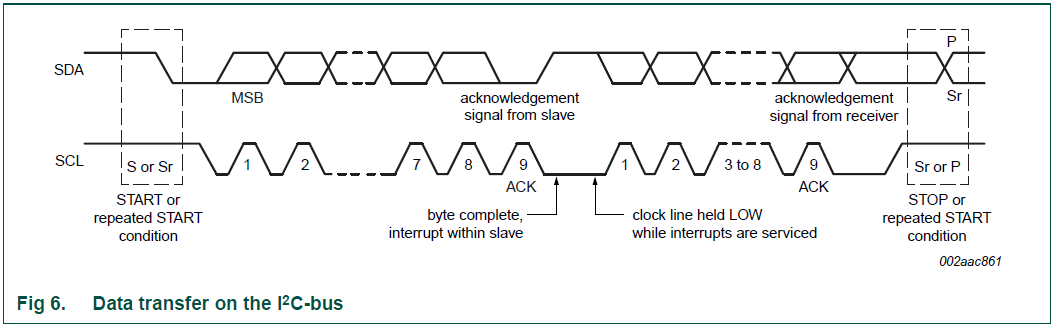 SDA
MSB
acknowledgement
signal from slave
acknowledgement
signal from receiver
P
Sr
SCL
S or Sr
1
2
7
8
9
ACK
1
2
3 to 8
9
ACK
Sr or P
START or
repeated START
condition
byte complete,
interrupt within slave
clock line held LOW
while interrupts are serviced
STOP or
repeated START
condition
002aac861
Fig 6. Data transfer on the I²C-bus